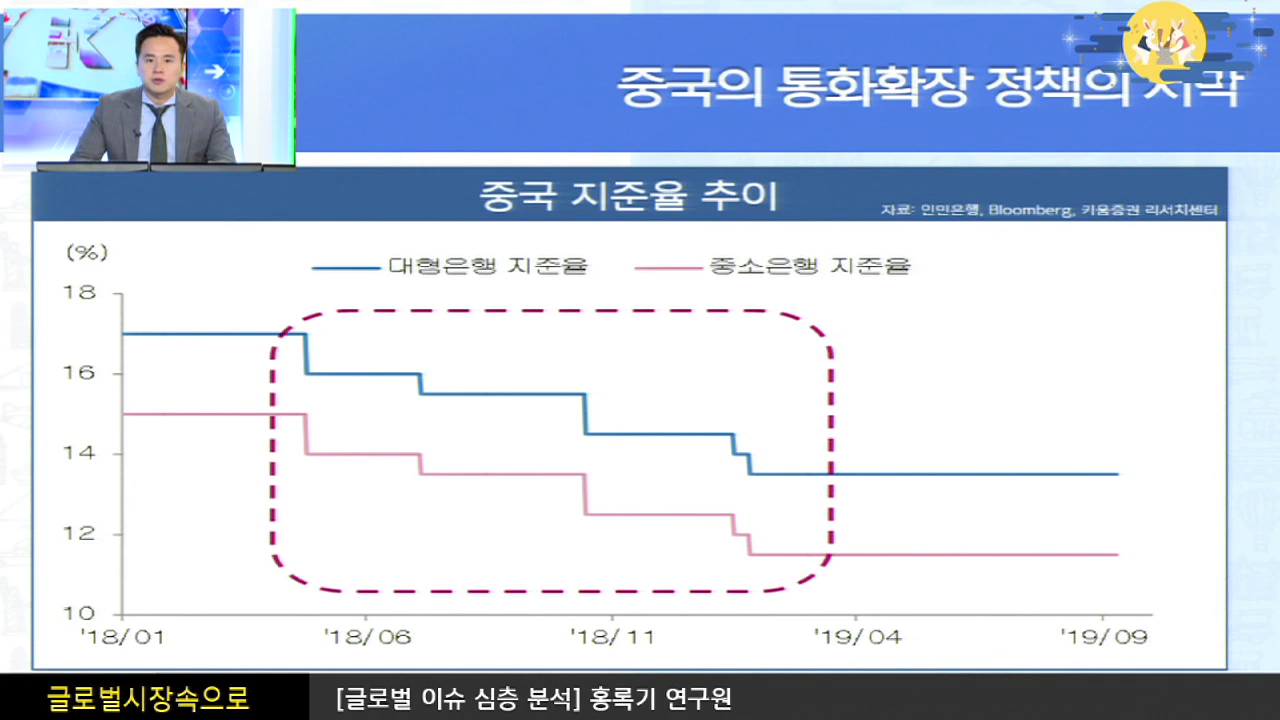 중국의 통화확장 정책의 시작
중국 지준율 추이
자료: 인민은행, Bloomberg, 키움증권 리서치센터
(%)
대형은행 지준율
중소은행 지준율
18
16
14
12
10
'18/01
'18/06
'18/11
'19/04
'19/09
글로벌시장속으로
[글로벌 이슈 심층 분석] 홍록기 연구원